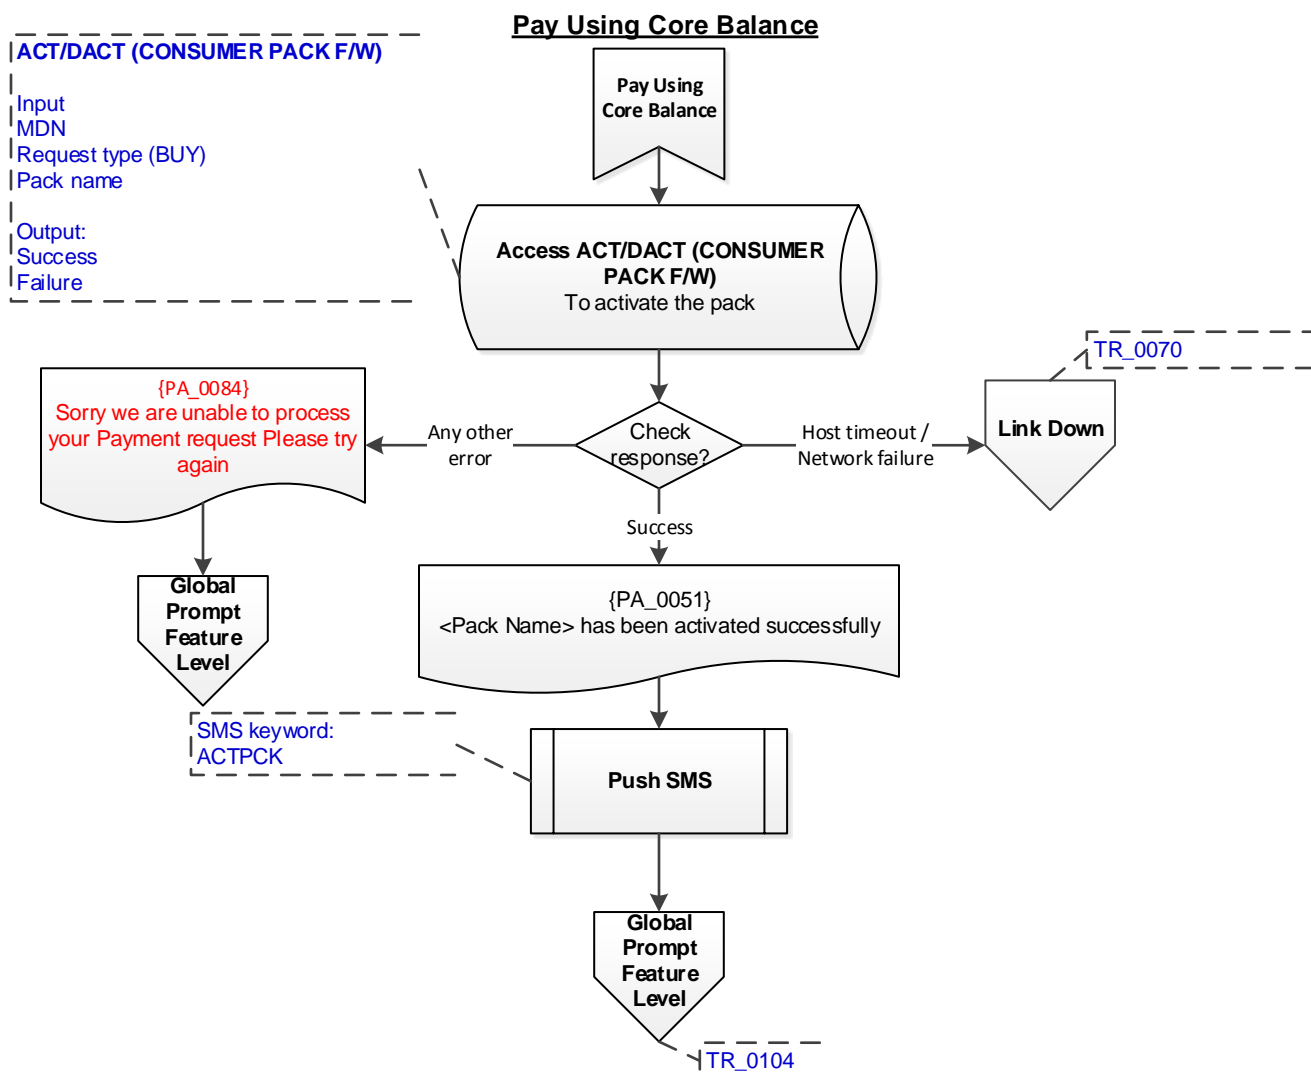 Pay Using Core Balance
ACT/DACT (CONSUMER PACK F/W)
Input
MDN
Request type (BUY)
Pack name
Output:
Success
Failure
Pay Using
Core Balance
Access ACT/DACT (CONSUMER
PACK F/W)
To activate the pack
TR_0070
Link Down
{PA_0084}
Sorry we are unable to process
your Payment request Please try
again
Any other
error
Check
response?
Host timeout /
Network failure
Success
Global
Prompt
Feature
Level
{PA_0051}
<Pack Name> has been activated successfully
SMS keyword:
ACTPCK
Push SMS
Global
Prompt
Feature
Level
TR_0104